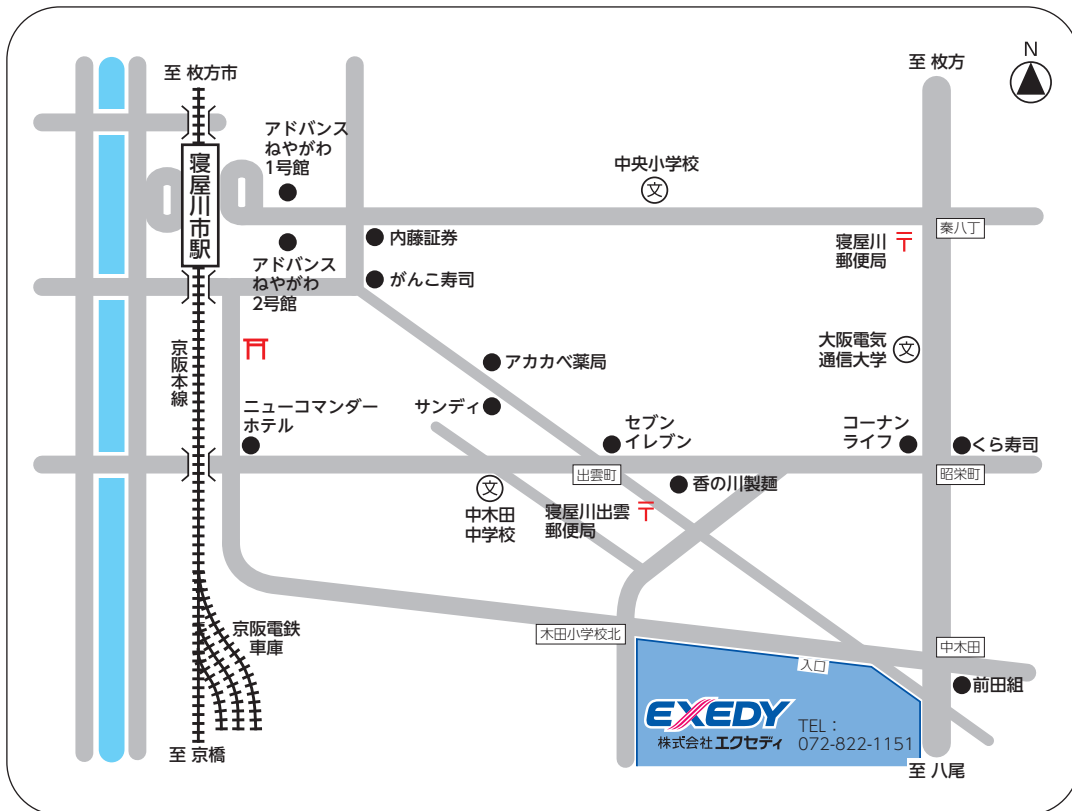 N
至 枚方市
至 枚方
アドバンス
ねやがわ
1号館
中央小学校
文
寝屋川市駅
秦八丁
内藤証券
寝屋川
郵便局
アドバンス
ねやがわ
2号館
がんこ寿司
京阪本線
大阪電気
通信大学
文
アカカベ薬局
ニューコマンダー
ホテル
サンディ
セブン
イレブン
コーナン
ライフ
くら寿司
出雲町
昭栄町
文
中木田
中学校
香の川製麺
寝屋川出雲
郵便局
京阪電鉄
車庫
木田小学校北
中木田
入口
前田組
EXEDY
株式会社 エクセディ
TEL：
072-822-1151
至 京橋
至 八尾